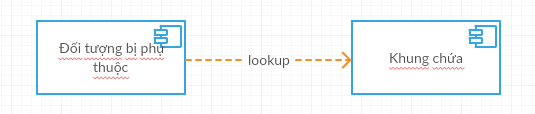 Đối tượng bị phụ
thuộc
lookup
Khung chứa